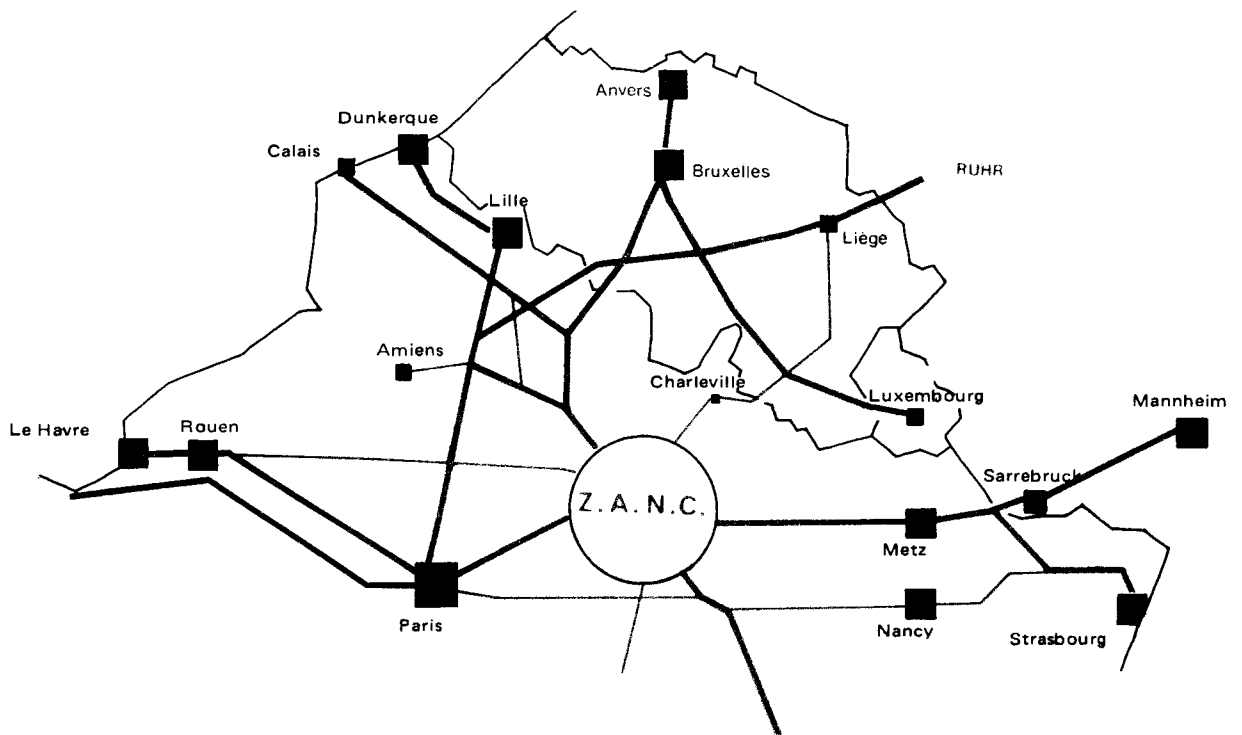 Anvers
Dunkerque
Calais
Bruxelles
RUHR
Lille
Liège
Amiens
Charleville
Luxembourg
Mannheim
Le Havre
Rouen
Sarrebruck
Z.A.N.C.
Metz
Paris
Nancy
Strasbourg